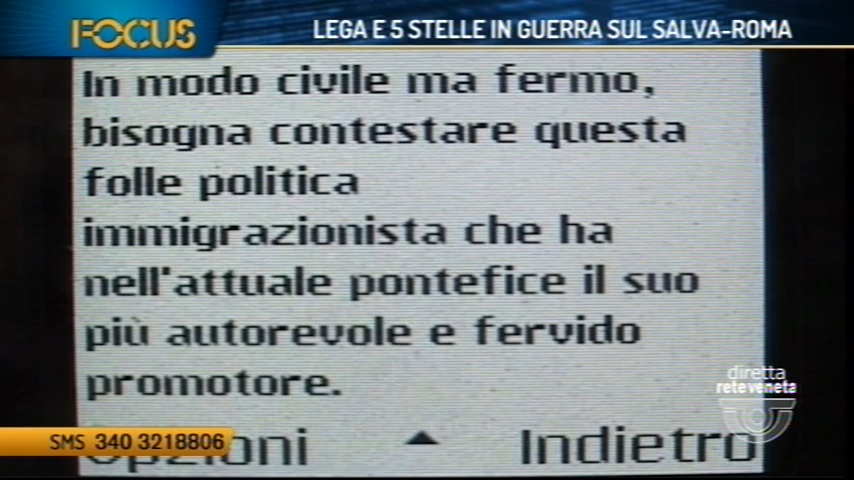 FOCUS
LEGA E 5 STELLE IN GUERRA SUL SALVA-ROMA
In modo civile ma fermo,
bisogna contestare questa
folle politica
immigrazionista che ha
nell'attuale pontefice il suo
più autorevole e fervido
promotore.
diretta
reteveneta
SMS 340 3218806
Opzioni
Indietro